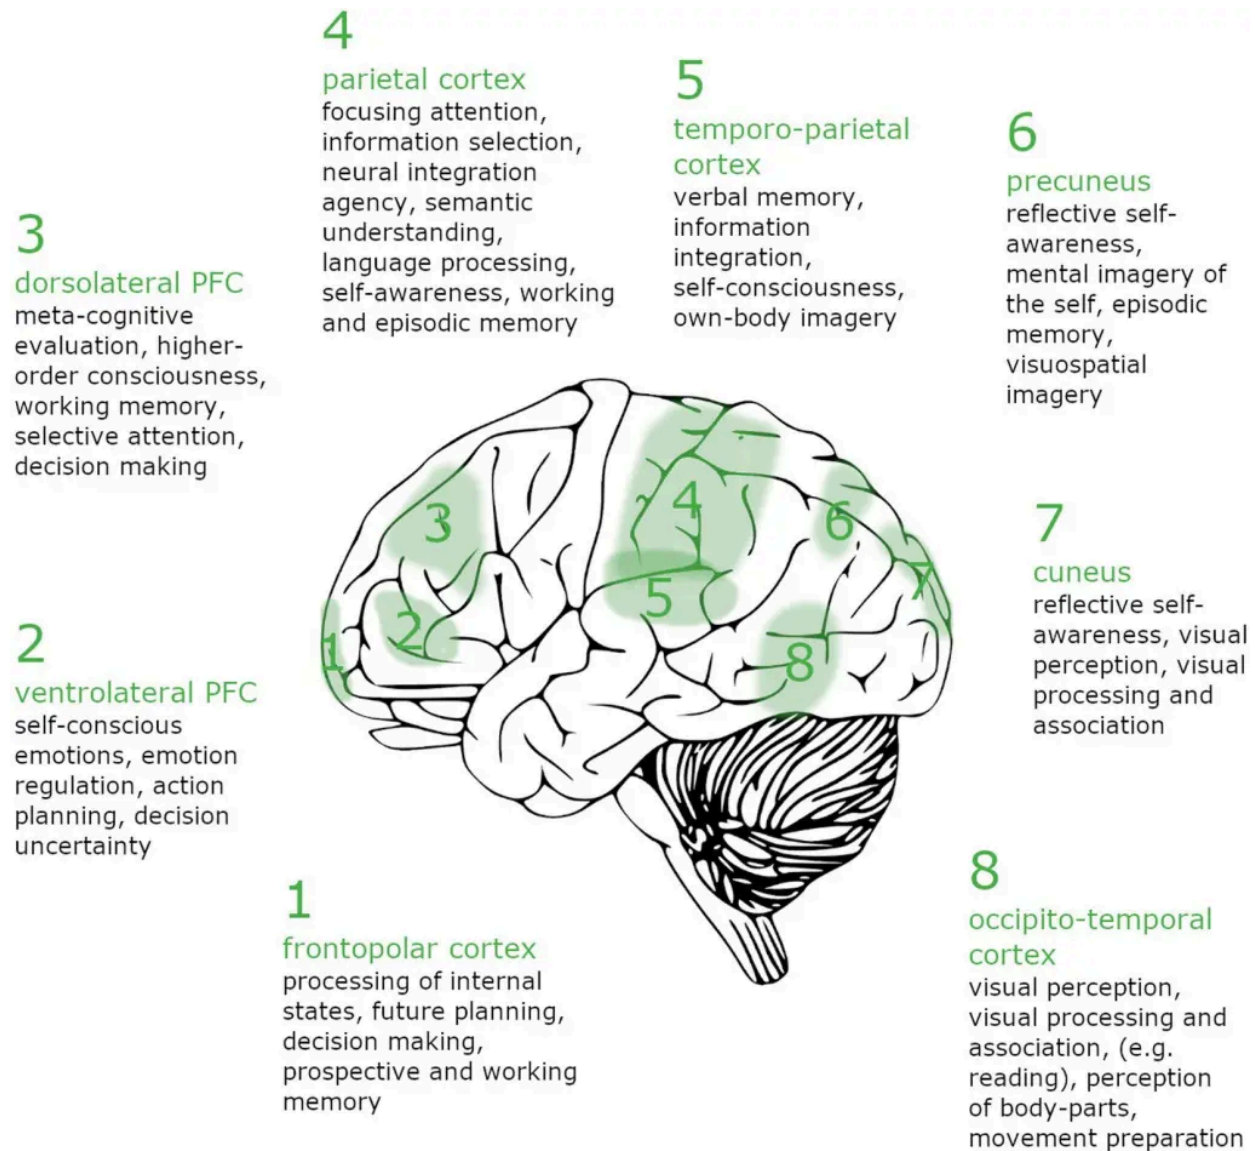 4
parietal cortex
focusing attention,
information selection,
neural integration
agency, semantic
understanding,
language processing,
self-awareness, working
and episodic memory
5
temporo-parietal
cortex
verbal memory,
information
integration,
self-consciousness,
own-body imagery
6
precuneus
reflective self-
awareness,
mental imagery of
the self, episodic
memory,
visuospatial
imagery
3
dorsolateral PFC
meta-cognitive
evaluation, higher-
order consciousness,
working memory,
selective attention,
decision making
7
cuneus
reflective self-
awareness, visual
perception, visual
processing and
association
2
ventrolateral PFC
self-conscious
emotions, emotion
regulation, action
planning, decision
uncertainty
1
frontopolar cortex
processing of internal
states, future planning,
decision making,
prospective and working
memory
8
occipito-temporal
cortex
visual perception,
visual processing and
association, (e.g.
reading), perception
of body-parts,
movement preparation
4
3
6
7
5
2
1
8